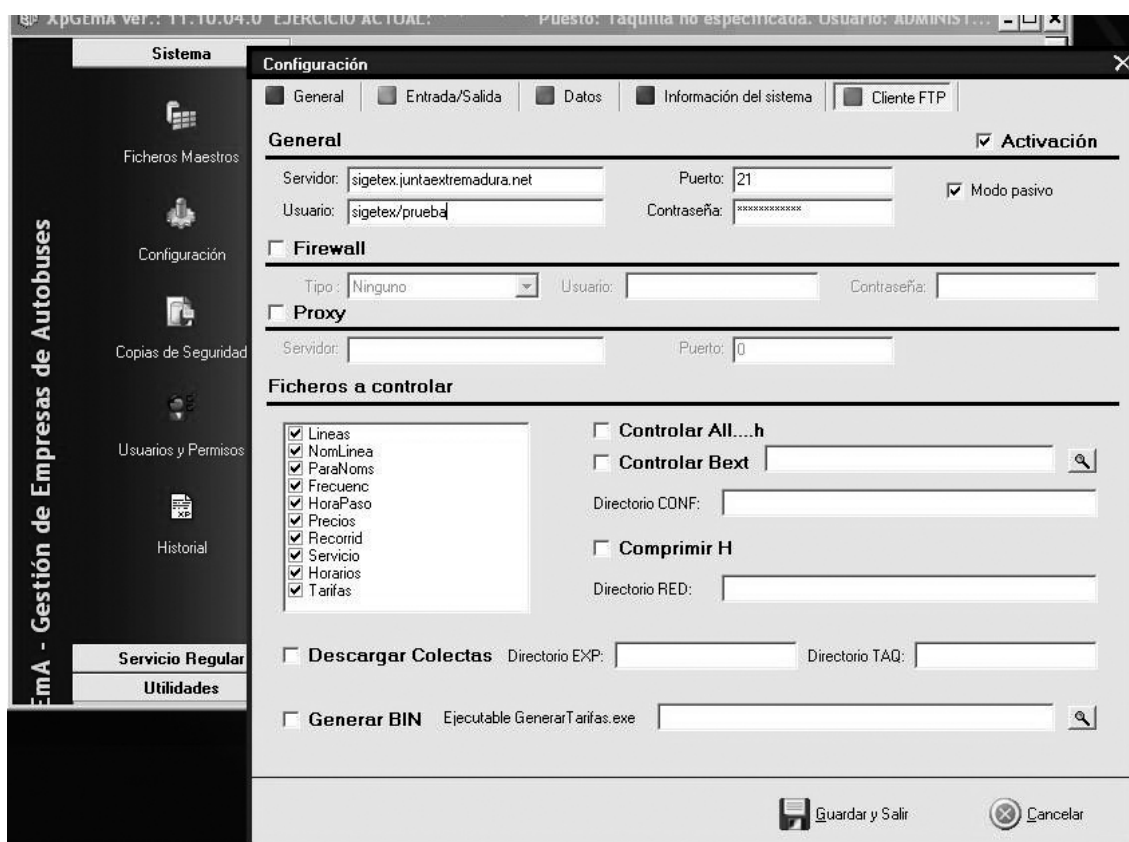 XpGEmA ver.: 11.10.04.0 EJERCICIO ACTUAL: Puesto: Taquilla no especificada. Usuario: ADMINIST...
Sistema
Ficheros Maestros
Configuración
Copias de Seguridad
Usuarios y Permisos
Historial
Servicio Regular
Utilidades
EmA - Gestión de Empresas de Autobuses
Configuración
General Entrada/Salida Datos Información del sistema Cliente FTP
General Activación
Servidor: sigetex.juntaextremadura.net Puerto: 21 Modo pasivo
Usuario: sigetex/prueba Contraseña: ************
Firewall
Tipo: Ninguno Usuario: Contraseña:
Proxy
Servidor: Puerto: 0
Ficheros a controlar
Lineas
NomLinea
ParaNoms
Frecuenc
HoraPaso
Precios
Recorrid
Servicio
Horarios
Tarifas
Controlar All....h
Controlar Bext
Directorio CONF:
Comprimir H
Directorio RED:
Descargar Colectas Directorio EXP: Directorio TAQ:
Generar BIN Ejecutable GenerarTarifas.exe
Guardar y Salir Cancelar